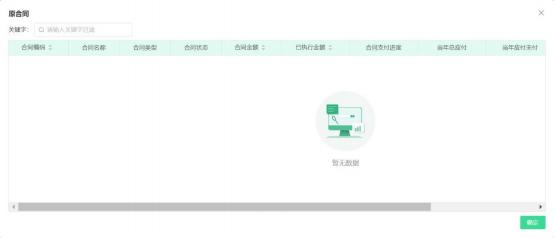 原合同
关键字： 请输入关键字过滤
合同编码 合同名称 合同类型 合同状态 合同金额 已执行金额 合同支付进度 当年总应付 当年应付未付
暂无数据
确定